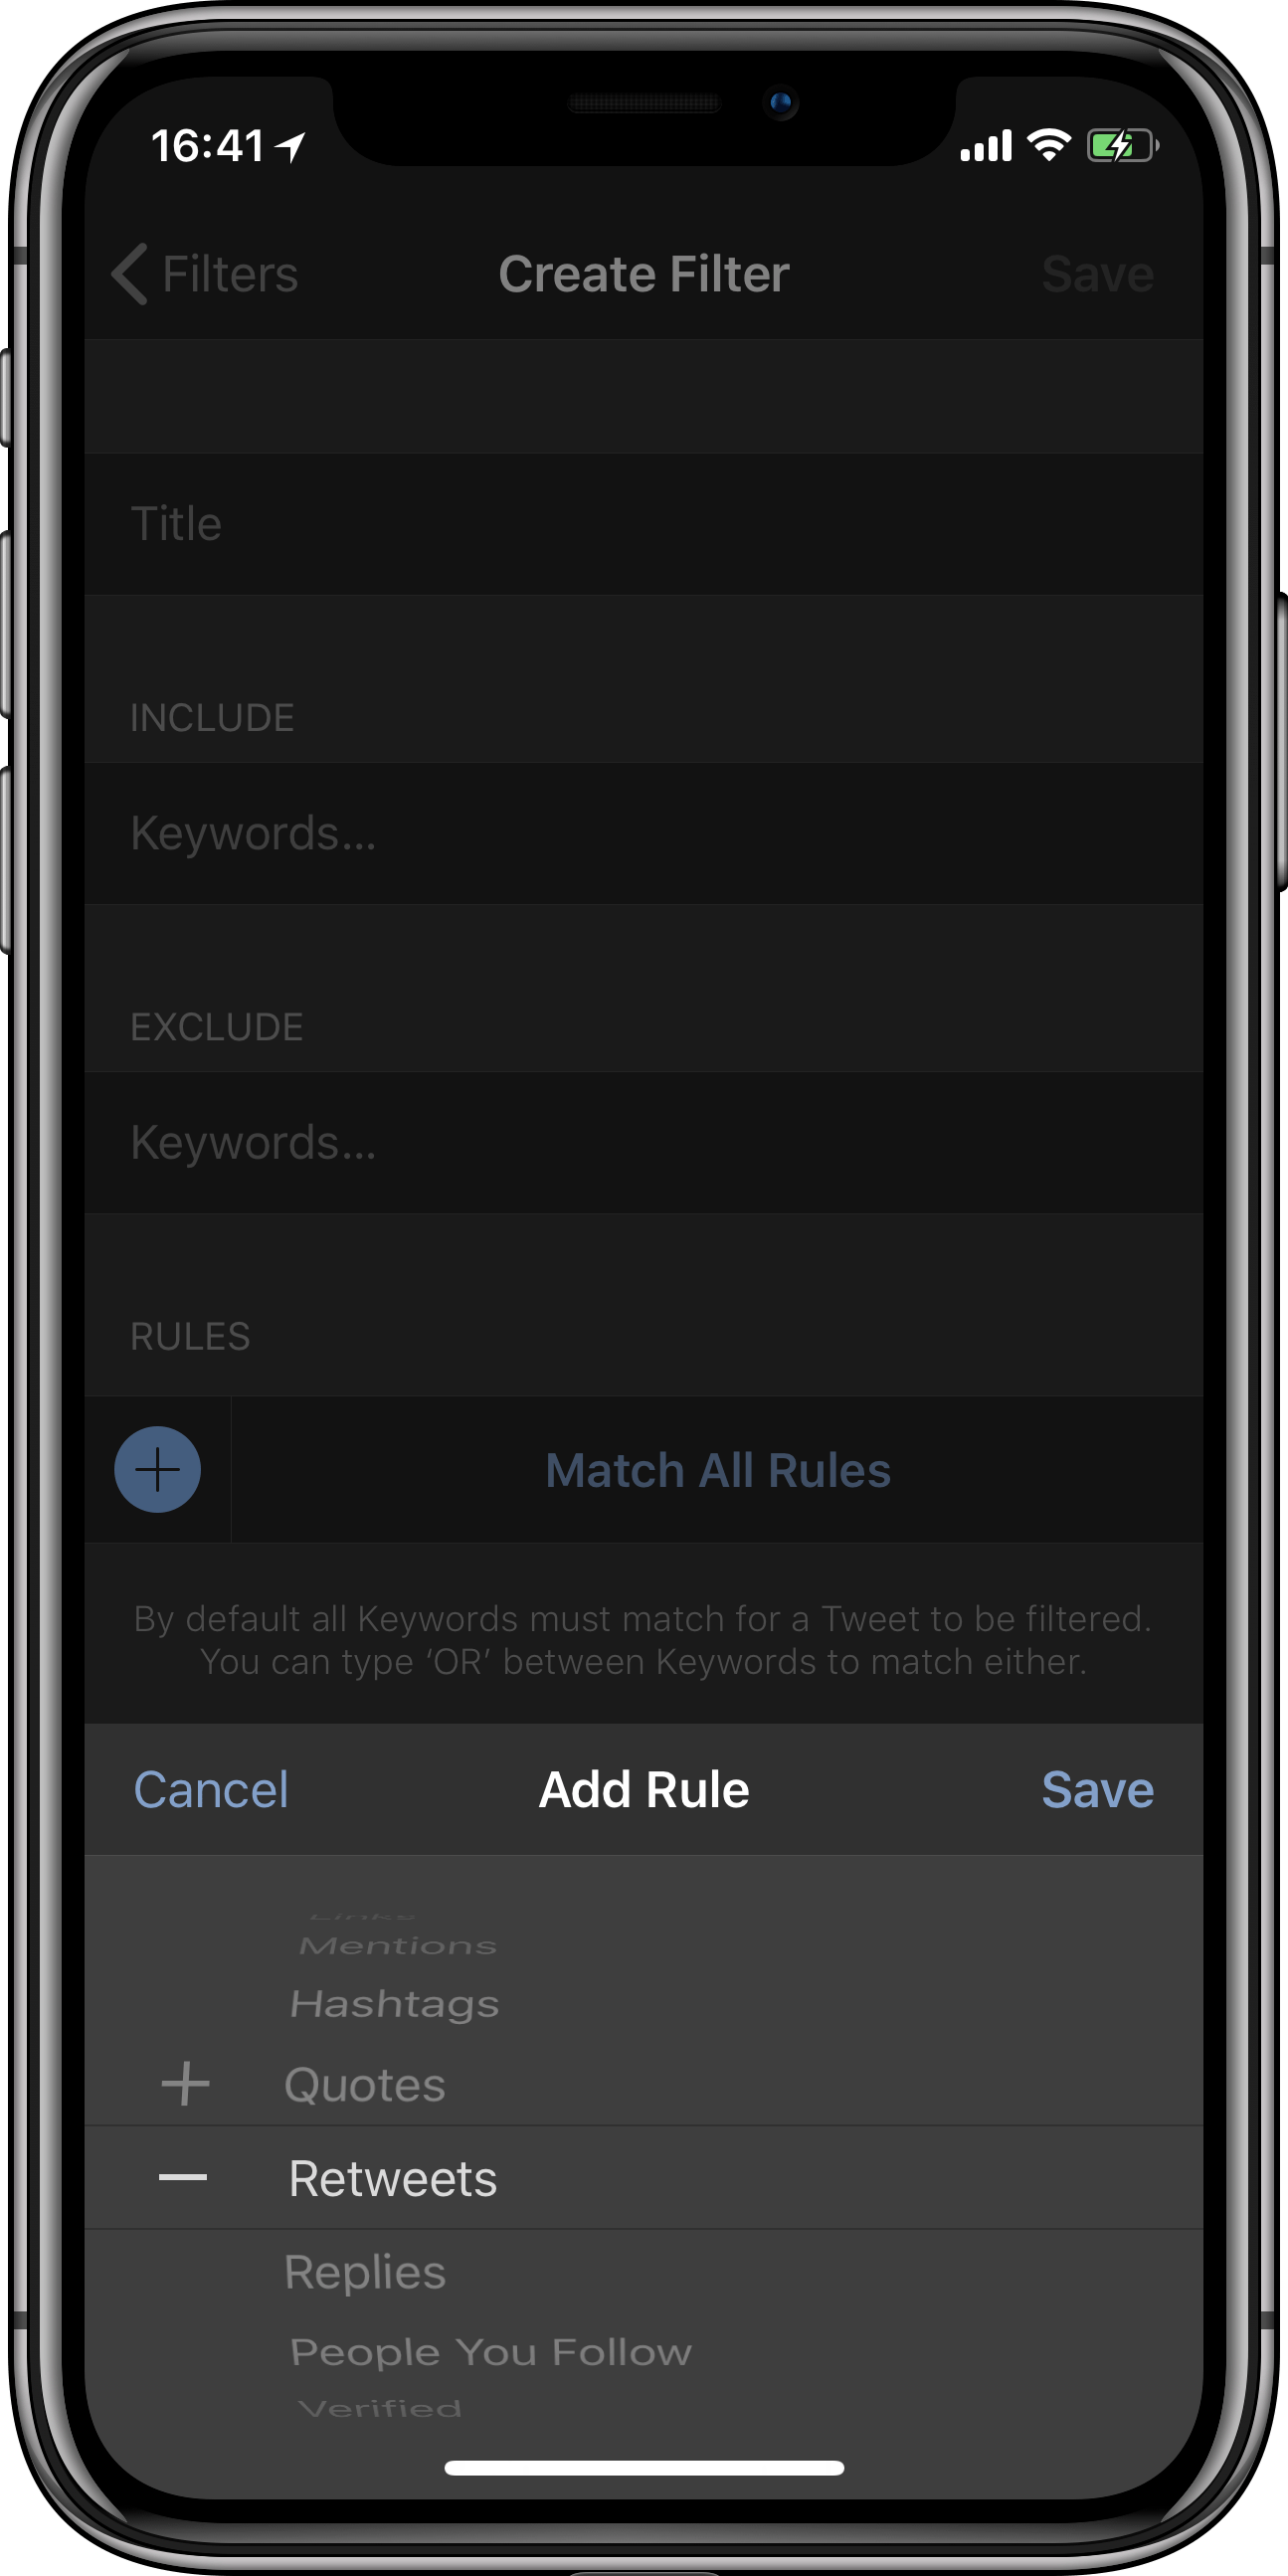 16:41
Filters Create Filter Save
Title
INCLUDE
Keywords...
EXCLUDE
Keywords...
RULES
Match All Rules
By default all Keywords must match for a Tweet to be filtered.
You can type ‘OR’ between Keywords to match either.
Cancel Add Rule Save
Links
Mentions
Hashtags
+ Quotes
− Retweets
Replies
People You Follow
Verified